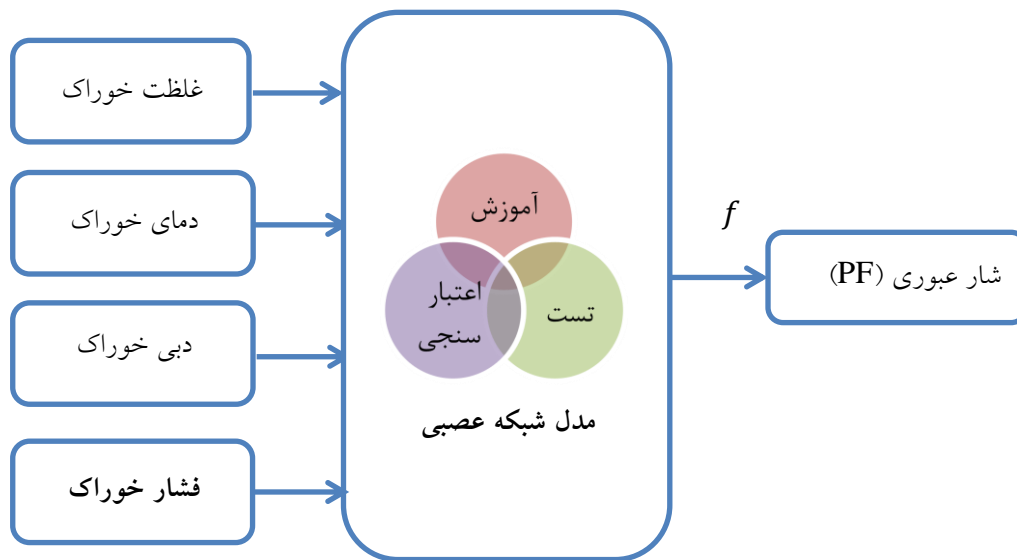 غلظت خوراک
دمای خوراک
دبی خوراک
فشار خوراک
آموزش
اعتبار
سنجی
تست
مدل شبکه عصبی
f
شار عبوری (PF)